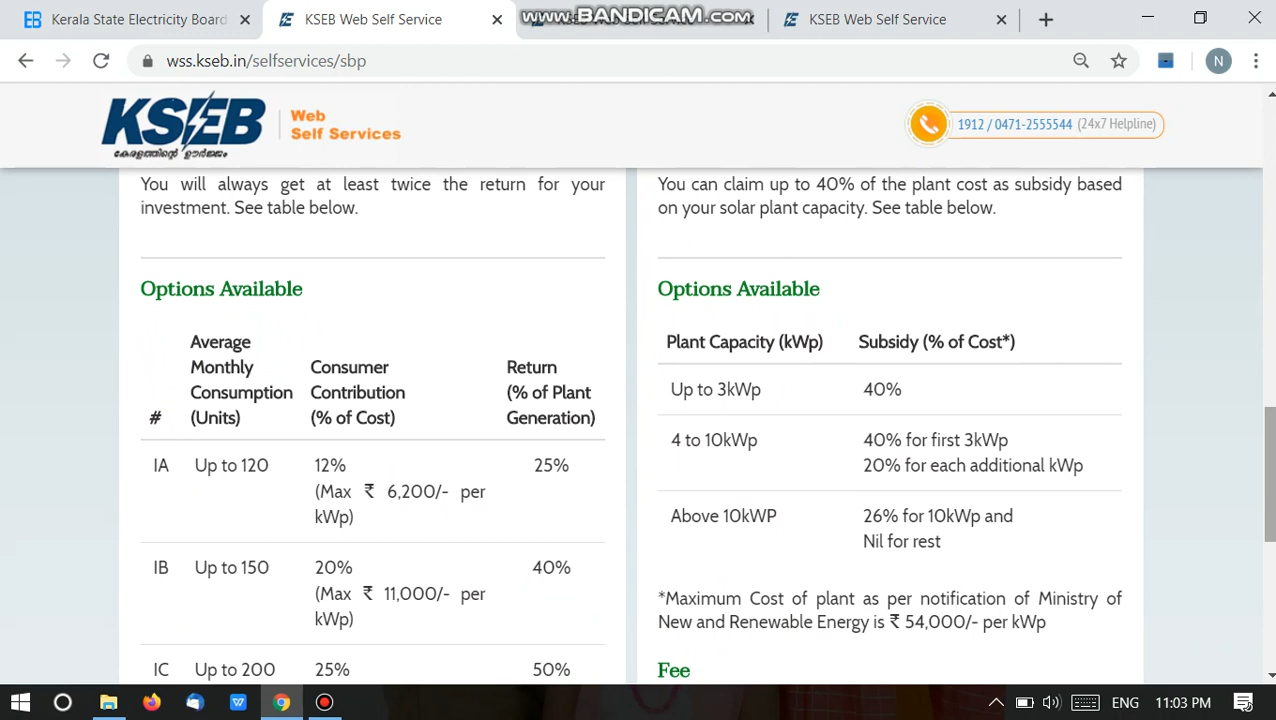 Kerala State Electricity Board
KSEB Web Self Service
www.BANDICAM.com
KSEB Web Self Service
wss.kseb.in/selfservices/sbp
N
KSEB
കേരളത്തിന്റെ ഊർജ്ജം
Web
Self Services
1912 / 0471-2555544 (24x7 Helpline)
You will always get at least twice the return for your
investment. See table below.
Options Available
# Average Monthly Consumption (Units) Consumer Contribution (% of Cost) Return (% of Plant Generation)
IA Up to 120 12% 25%
(Max ₹ 6,200/- per
kWp)
IB Up to 150 20% 40%
(Max ₹ 11,000/- per
kWp)
IC Up to 200 25% 50%
You can claim up to 40% of the plant cost as subsidy based
on your solar plant capacity. See table below.
Options Available
Plant Capacity (kWp) Subsidy (% of Cost*)
Up to 3kWp 40%
4 to 10kWp 40% for first 3kWp
20% for each additional kWp
Above 10kWP 26% for 10kWp and
Nil for rest
*Maximum Cost of plant as per notification of Ministry of
New and Renewable Energy is ₹ 54,000/- per kWp
Fee
W
ENG 11:03 PM